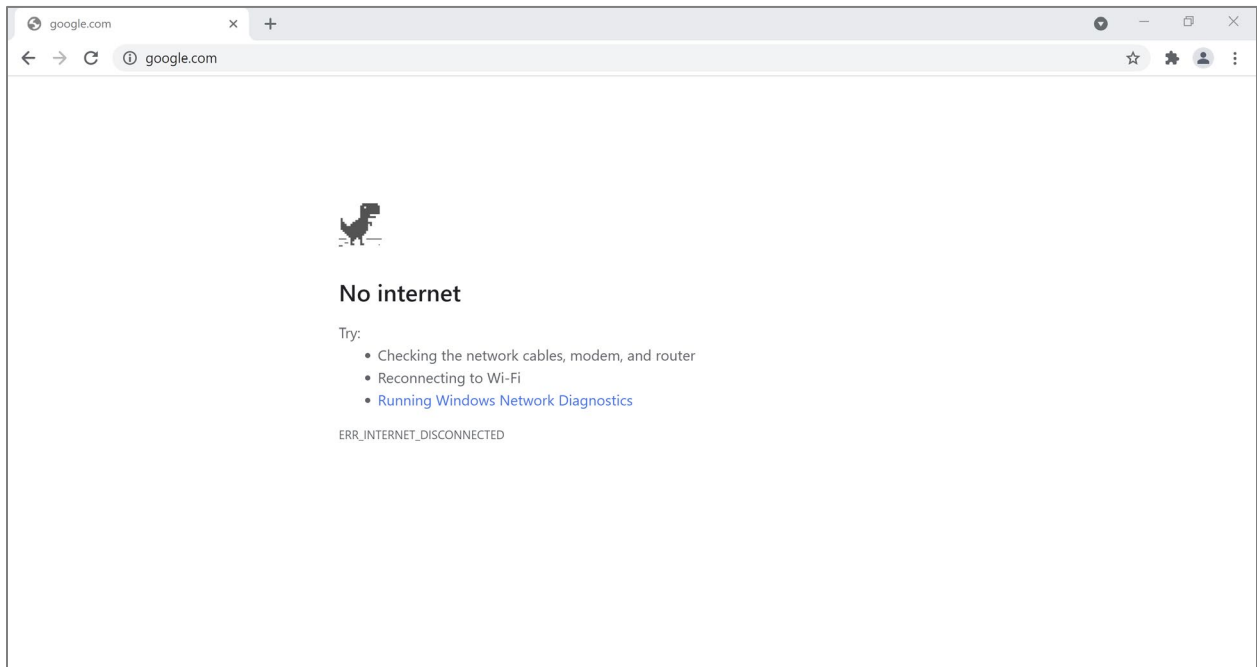 google.com
google.com
No internet
Try:
• Checking the network cables, modem, and router
• Reconnecting to Wi-Fi
• Running Windows Network Diagnostics
ERR_INTERNET_DISCONNECTED